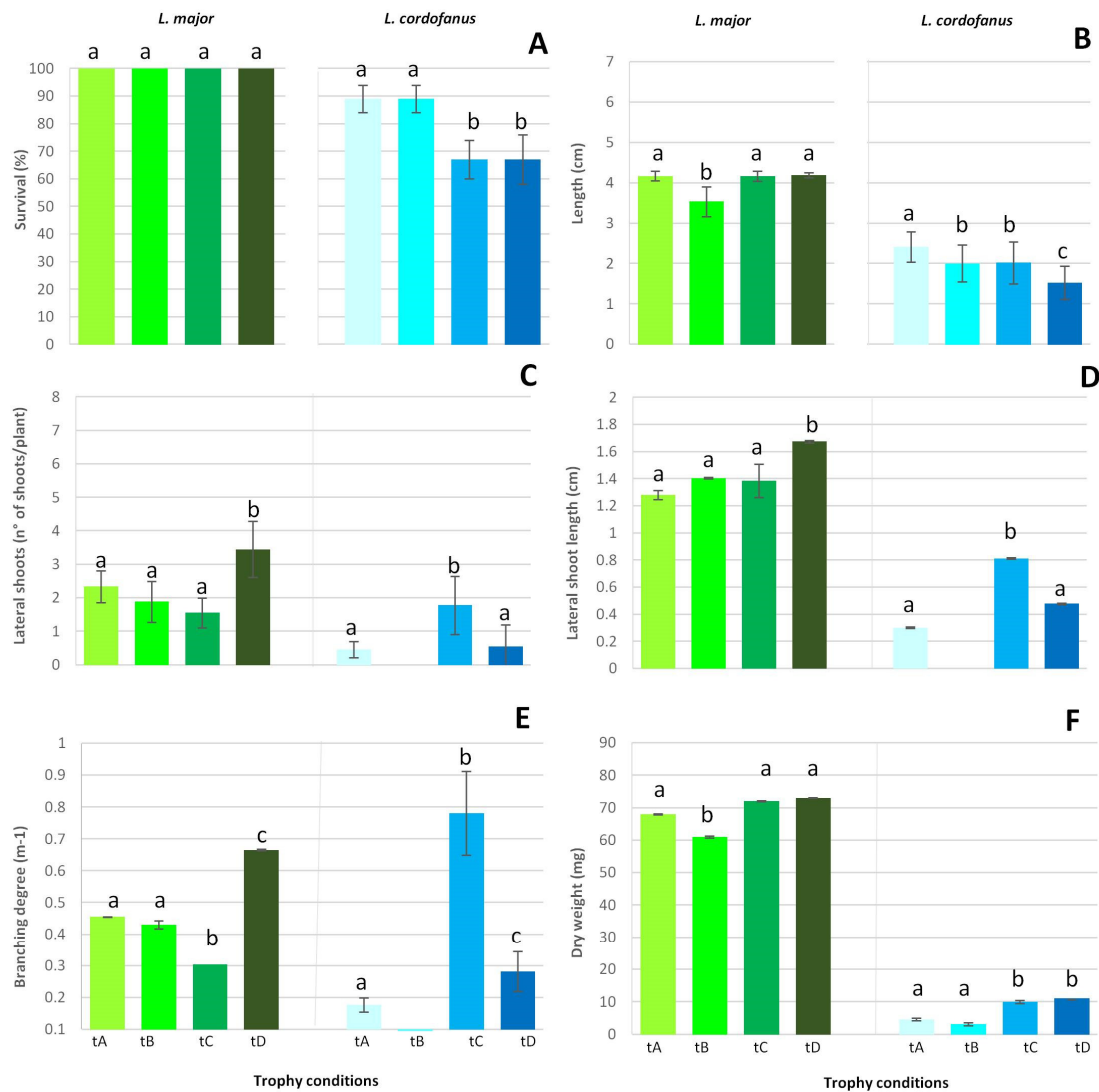 L. major
L. cordofanus
A
a a a a
a a b b
100
90
80
70
60
50
40
30
20
10
0
Survival (%)
L. major
L. cordofanus
B
a b a a
a b b c
7
6
5
4
3
2
1
0
Length (cm)
C
a a a b
a b a
8
7
6
5
4
3
2
1
0
Lateral shoots (n° of shoots/plant)
D
a a a b
a b a
2
1.8
1.6
1.4
1.2
1
0.8
0.6
0.4
0.2
0
Lateral shoot length (cm)
E
a a b c
a b c
1
0.9
0.8
0.7
0.6
0.5
0.4
0.3
0.2
0.1
Branching degree (m-1)
tA tB tC tD tA tB tC tD
Trophy conditions
F
a b a a
a a b b
90
80
70
60
50
40
30
20
10
0
Dry weight (mg)
tA tB tC tD tA tB tC tD
Trophy conditions